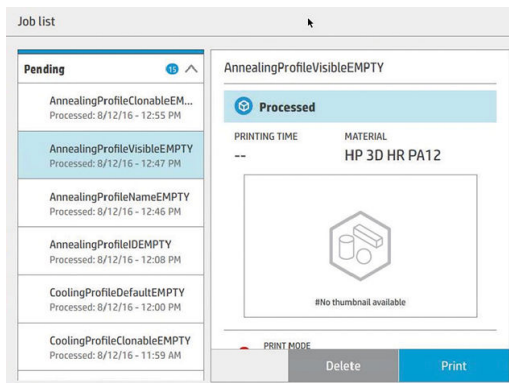 Job list
Pending
15
AnnealingProfileClonableEM...
Processed: 8/12/16 - 12:55 PM
AnnealingProfileVisibleEMPTY
Processed: 8/12/16 - 12:47 PM
AnnealingProfileNameEMPTY
Processed: 8/12/16 - 12:46 PM
AnnealingProfileIDEMPTY
Processed: 8/12/16 - 12:08 PM
CoolingProfileDefaultEMPTY
Processed: 8/12/16 - 12:00 PM
CoolingProfileClonableEMPTY
Processed: 8/12/16 - 11:59 AM
AnnealingProfileVisibleEMPTY
Processed
PRINTING TIME
--
MATERIAL
HP 3D HR PA12
#No thumbnail available
PRINT MODE
Delete
Print